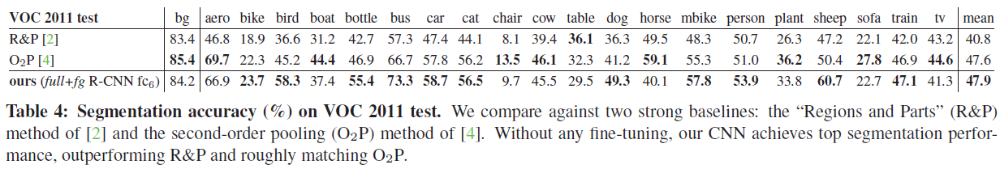 VOC 2011 test bg aero bike bird boat bottle bus car cat chair cow table dog horse mbike person plant sheep sofa train tv mean
R&P [2] 83.4 46.8 18.9 36.6 31.2 42.7 57.3 47.4 44.1 8.1 39.4 36.1 36.3 49.5 48.3 50.7 26.3 47.2 22.1 42.0 43.2 40.8
O2P [4] 85.4 69.7 22.3 45.2 44.4 46.9 66.7 57.8 56.2 13.5 46.1 32.3 41.2 59.1 55.3 51.0 36.2 50.4 27.8 46.9 44.6 47.6
ours (full+fg R-CNN fc6) 84.2 66.9 23.7 58.3 37.4 55.4 73.3 58.7 56.5 9.7 45.5 29.5 49.3 40.1 57.8 53.9 33.8 60.7 22.7 47.1 41.3 47.9
Table 4: Segmentation accuracy (%) on VOC 2011 test. We compare against two strong baselines: the “Regions and Parts” (R&P)
method of [2] and the second-order pooling (O2P) method of [4]. Without any fine-tuning, our CNN achieves top segmentation perfor-
mance, outperforming R&P and roughly matching O2P.